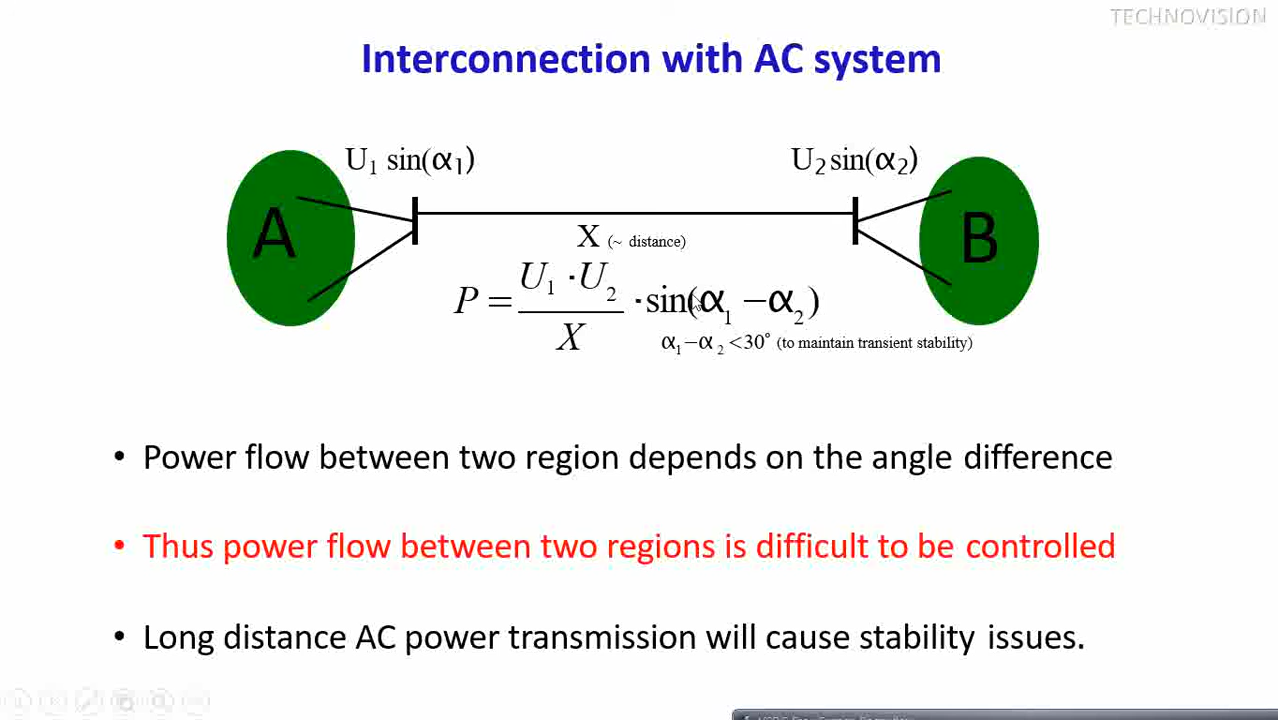 TECHNOVISION
Interconnection with AC system
U₁ sin(α₁) U₂ sin(α₂)
A B
X (~ distance)
P = U₁ · U₂ / X · sin(α₁ − α₂)
α₁−α₂ <30° (to maintain transient stability)
• Power flow between two region depends on the angle difference
• Thus power flow between two regions is difficult to be controlled
• Long distance AC power transmission will cause stability issues.